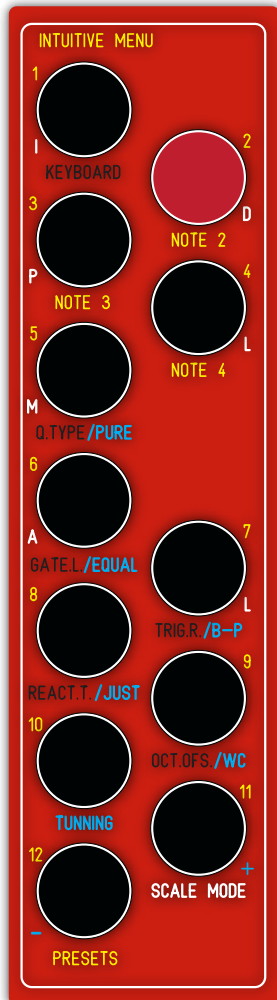 INTUITIVE MENU
1
I
KEYBOARD
2
D
NOTE 2
3
P
NOTE 3
4
L
NOTE 4
5
M
Q.TYPE/PURE
6
A
GATE.L./EQUAL
7
L
TRIG.R./B-P
8
REACT.T./JUST
9
OCT.OFS./WC
10
TUNNING
11
+
SCALE MODE
12
-
PRESETS